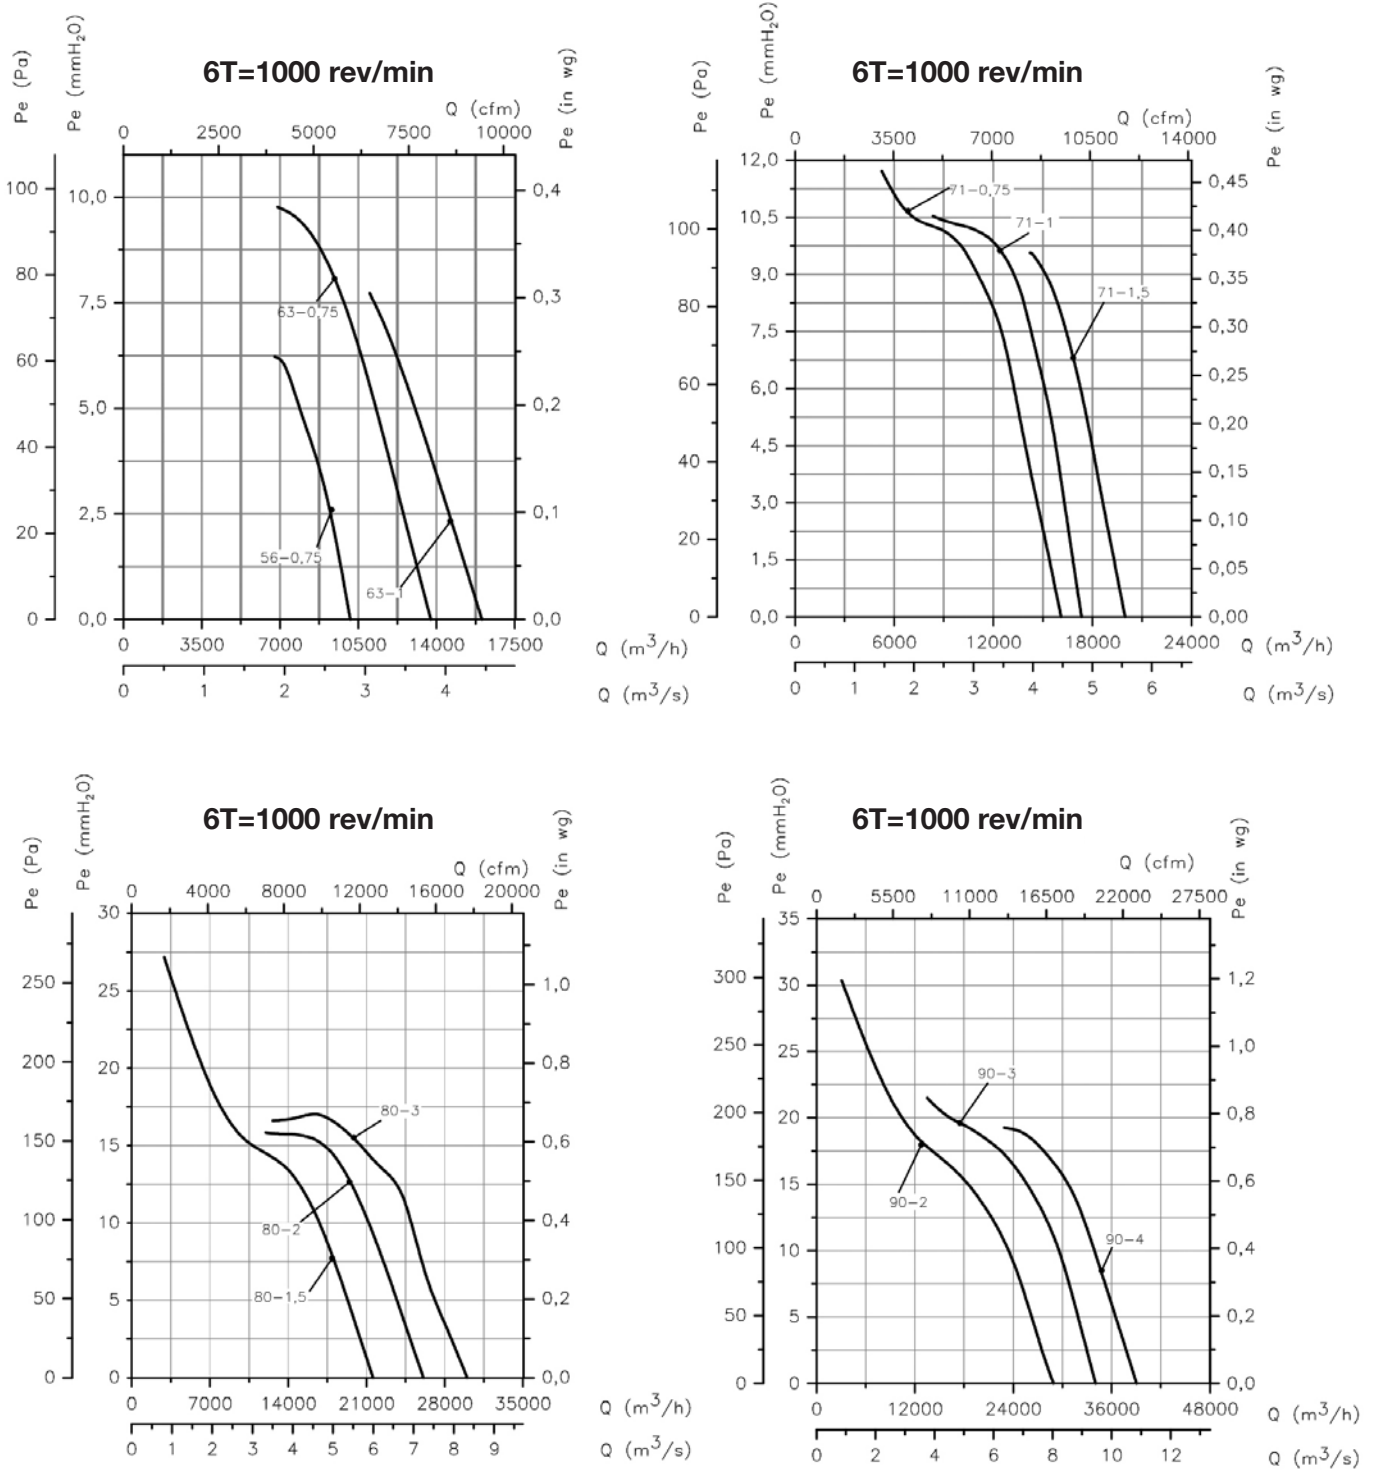 6T=1000 rev/min
Pe (Pa)
Pe (mmH₂O)
Q (cfm)
Pe (in wg)
0 2500 5000 7500 10000
100 80 60 40 20 0
10,0 7,5 5,0 2,5 0,0
0,4 0,3 0,2 0,1 0,0
63-0,75
56-0,75
63-1
0 3500 7000 10500 14000 17500 Q (m³/h)
0 1 2 3 4 Q (m³/s)
6T=1000 rev/min
Pe (Pa)
Pe (mmH₂O)
Q (cfm)
Pe (in wg)
0 3500 7000 10500 14000
100 80 60 40 20 0
12,0 10,5 9,0 7,5 6,0 4,5 3,0 1,5 0,0
0,45 0,40 0,35 0,30 0,25 0,20 0,15 0,10 0,05 0,00
71-0,75
71-1
71-1,5
0 6000 12000 18000 24000 Q (m³/h)
0 1 2 3 4 5 6 Q (m³/s)
6T=1000 rev/min
Pe (Pa)
Pe (mmH₂O)
Q (cfm)
Pe (in wg)
0 4000 8000 12000 16000 20000
250 200 150 100 50 0
30 25 20 15 10 5 0
1,0 0,8 0,6 0,4 0,2 0,0
80-3
80-2
80-1,5
0 7000 14000 21000 28000 35000 Q (m³/h)
0 1 2 3 4 5 6 7 8 9 Q (m³/s)
6T=1000 rev/min
Pe (Pa)
Pe (mmH₂O)
Q (cfm)
Pe (in wg)
0 5500 11000 16500 22000 27500
300 250 200 150 100 50 0
35 30 25 20 15 10 5 0
1,2 1,0 0,8 0,6 0,4 0,2 0,0
90-3
90-2
90-4
0 12000 24000 36000 48000 Q (m³/h)
0 2 4 6 8 10 12 Q (m³/s)